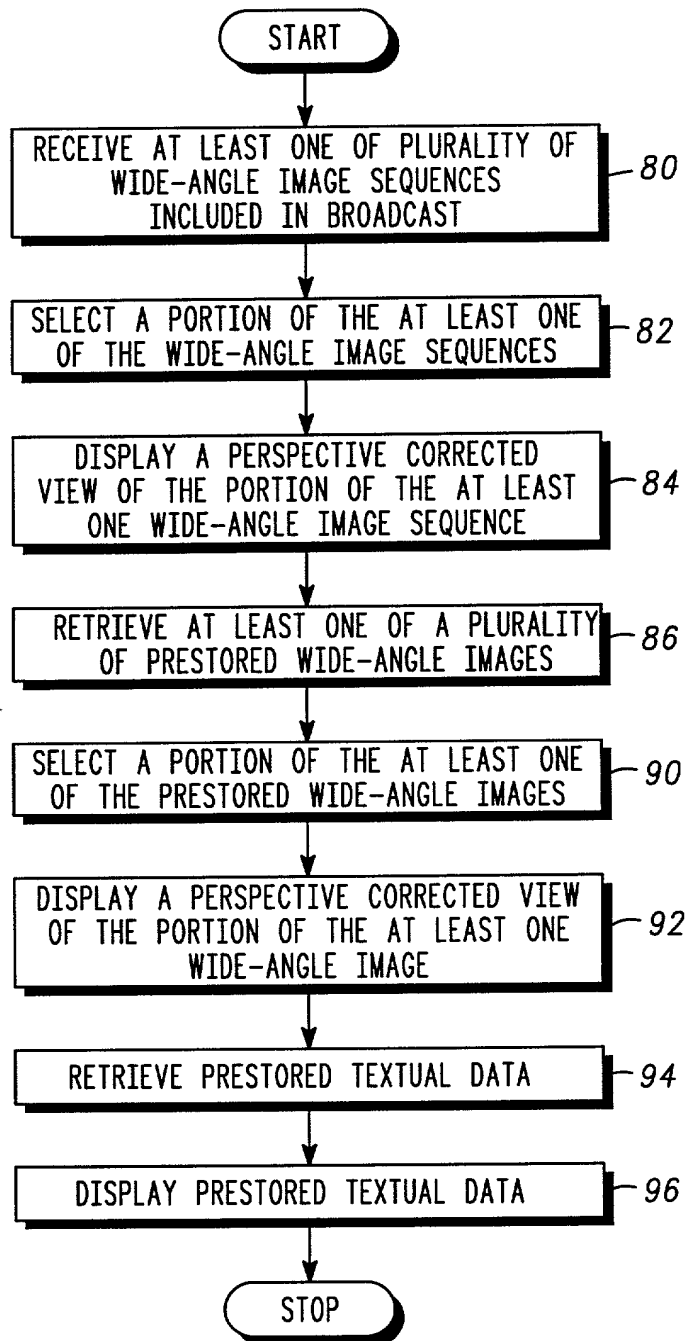 START
RECEIVE AT LEAST ONE OF PLURALITY OF
WIDE-ANGLE IMAGE SEQUENCES
INCLUDED IN BROADCAST
80
SELECT A PORTION OF THE AT LEAST ONE
OF THE WIDE-ANGLE IMAGE SEQUENCES
82
DISPLAY A PERSPECTIVE CORRECTED
VIEW OF THE PORTION OF THE AT LEAST
ONE WIDE-ANGLE IMAGE SEQUENCE
84
RETRIEVE AT LEAST ONE OF A PLURALITY
OF PRESTORED WIDE-ANGLE IMAGES
86
SELECT A PORTION OF THE AT LEAST ONE
OF THE PRESTORED WIDE-ANGLE IMAGES
90
DISPLAY A PERSPECTIVE CORRECTED VIEW
OF THE PORTION OF THE AT LEAST ONE
WIDE-ANGLE IMAGE
92
RETRIEVE PRESTORED TEXTUAL DATA
94
DISPLAY PRESTORED TEXTUAL DATA
96
STOP